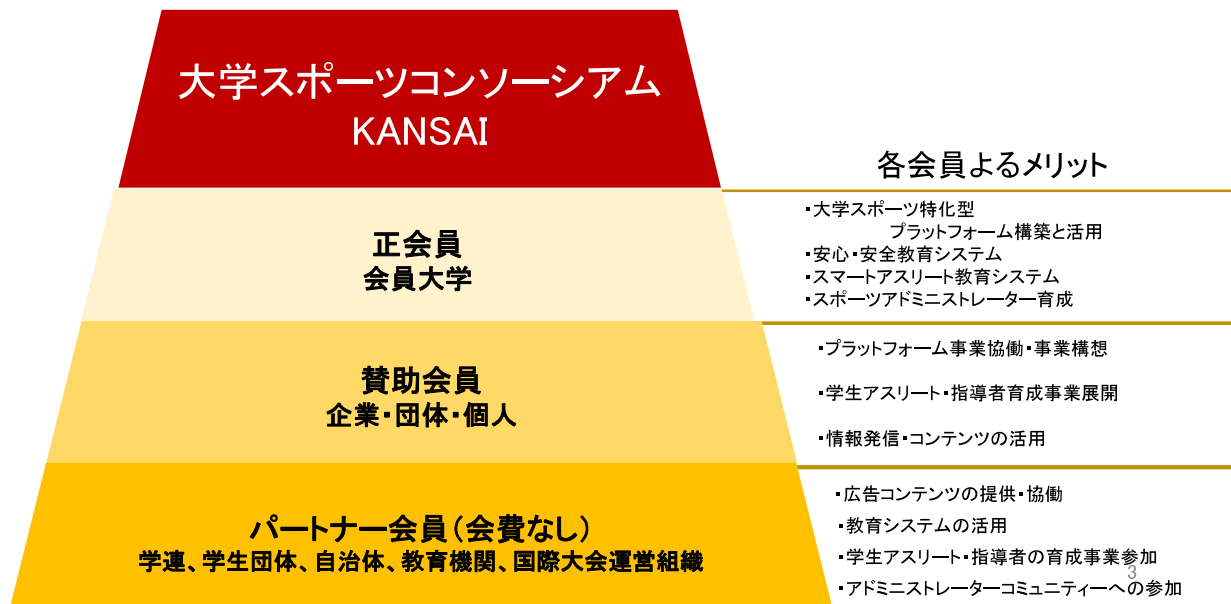 大学スポーツコンソーシアム
KANSAI
各会員よるメリット
正会員
会員大学
・大学スポーツ特化型
プラットフォーム構築と活用
・安心・安全教育システム
・スマートアスリート教育システム
・スポーツアドミニストレーター育成
賛助会員
企業・団体・個人
・プラットフォーム事業協働・事業構想
・学生アスリート・指導者育成事業展開
・情報発信・コンテンツの活用
パートナー会員（会費なし）
学連、学生団体、自治体、教育機関、国際大会運営組織
・広告コンテンツの提供・協働
・教育システムの活用
・学生アスリート・指導者の育成事業参加
・アドミニストレーターコミュニティーへの参加
3